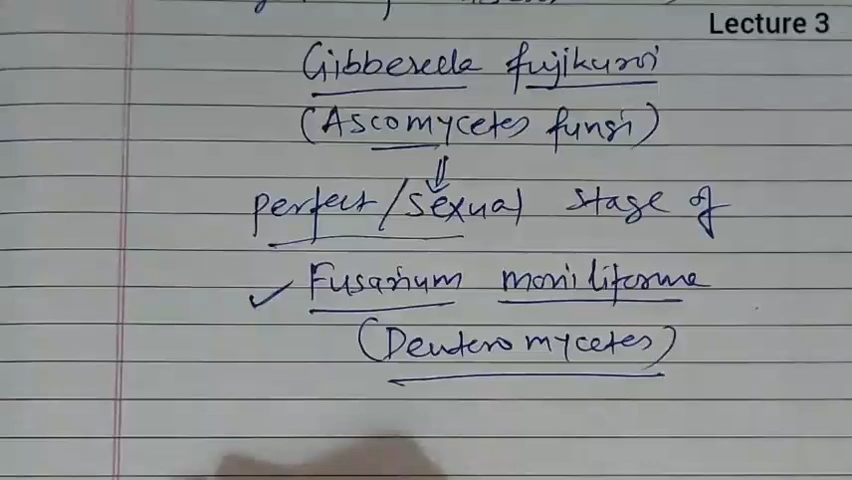 Lecture 3
Gibberella fujikuroi
(Ascomycetes fungi)
⇓
perfect/sexual stage of
✓ Fusarium moniliforme
(Deuteromycetes)